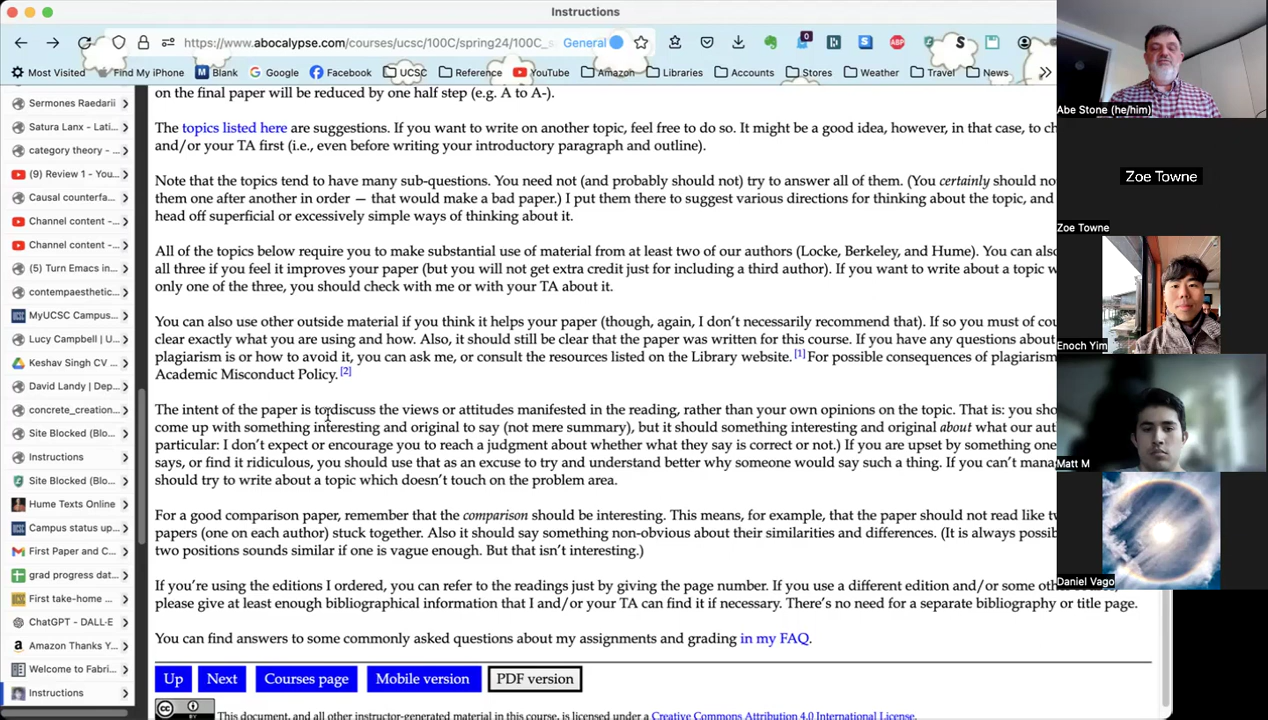 Instructions
https://www.abocalypse.com/courses/ucsc/100C/spring24/100C_s
General
0
ABP
S
Most Visited
Find My iPhone
Blank
Google
Facebook
UCSC
Reference
YouTube
Amazon
Libraries
Accounts
Stores
Weather
Travel
News
Sermones Raedarii
Satura Lanx - Lati...
category theory - ...
(9) Review 1 - You...
Causal counterfa...
Channel content -...
Channel content -...
(5) Turn Emacs in...
contempaesthetic...
MyUCSC Campus...
Lucy Campbell | U...
Keshav Singh CV ...
David Landy | Dep...
concrete_creation...
Site Blocked (Blo...
Instructions
Site Blocked (Blo...
Hume Texts Online
Campus status up...
First Paper and C...
grad progress dat...
First take-home ...
ChatGPT - DALL·E
Amazon Thanks Y...
Welcome to Fabri...
Instructions
on the final paper will be reduced by one half step (e.g. A to A-).
The topics listed here are suggestions. If you want to write on another topic, feel free to do so. It might be a good idea, however, in that case, to ch
and/or your TA first (i.e., even before writing your introductory paragraph and outline).
Note that the topics tend to have many sub-questions. You need not (and probably should not) try to answer all of them. (You certainly should no
them one after another in order — that would make a bad paper.) I put them there to suggest various directions for thinking about the topic, and
head off superficial or excessively simple ways of thinking about it.
All of the topics below require you to make substantial use of material from at least two of our authors (Locke, Berkeley, and Hume). You can also
all three if you feel it improves your paper (but you will not get extra credit just for including a third author). If you want to write about a topic w
only one of the three, you should check with me or with your TA about it.
You can also use other outside material if you think it helps your paper (though, again, I don't necessarily recommend that). If so you must of cou
clear exactly what you are using and how. Also, it should still be clear that the paper was written for this course. If you have any questions about
plagiarism is or how to avoid it, you can ask me, or consult the resources listed on the Library website. [1] For possible consequences of plagiarism
Academic Misconduct Policy. [2]
The intent of the paper is to discuss the views or attitudes manifested in the reading, rather than your own opinions on the topic. That is: you sho
come up with something interesting and original to say (not mere summary), but it should something interesting and original about what our aut
particular: I don't expect or encourage you to reach a judgment about whether what they say is correct or not.) If you are upset by something one
says, or find it ridiculous, you should use that as an excuse to try and understand better why someone would say such a thing. If you can't mana
should try to write about a topic which doesn't touch on the problem area.
For a good comparison paper, remember that the comparison should be interesting. This means, for example, that the paper should not read like tw
papers (one on each author) stuck together. Also it should say something non-obvious about their similarities and differences. (It is always possib
two positions sounds similar if one is vague enough. But that isn't interesting.)
If you're using the editions I ordered, you can refer to the readings just by giving the page number. If you use a different edition and/or some oth
please give at least enough bibliographical information that I and/or your TA can find it if necessary. There's no need for a separate bibliography or title page.
You can find answers to some commonly asked questions about my assignments and grading in my FAQ.
Up
Next
Courses page
Mobile version
PDF version
This document, and all other instructor-generated material in this course, is licensed under a Creative Commons Attribution 4.0 International License.
Abe Stone (he/him)
Zoe Towne
Zoe Towne
Enoch Yim
Matt M
Daniel Vago